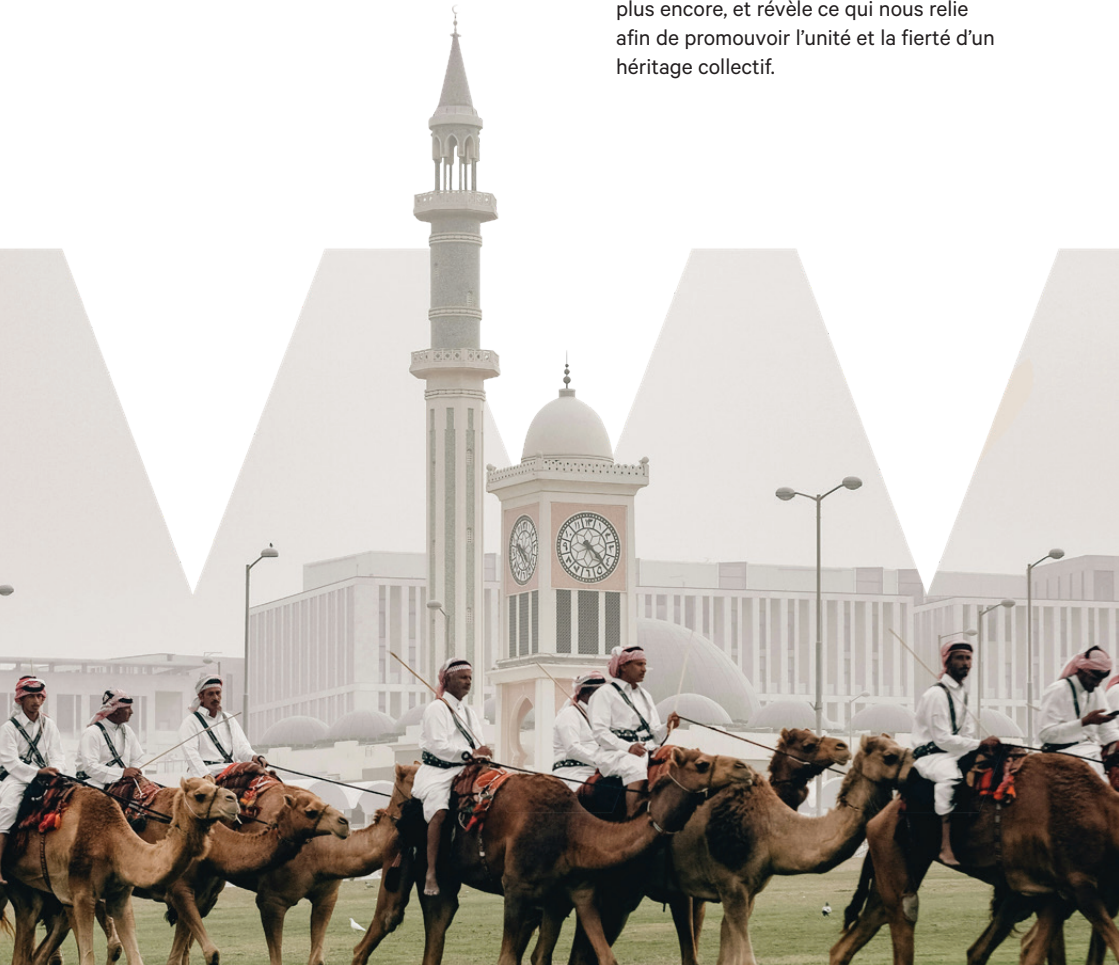 plus encore, et révèle ce qui nous relie
afin de promouvoir l’unité et la fierté d’un
héritage collectif.